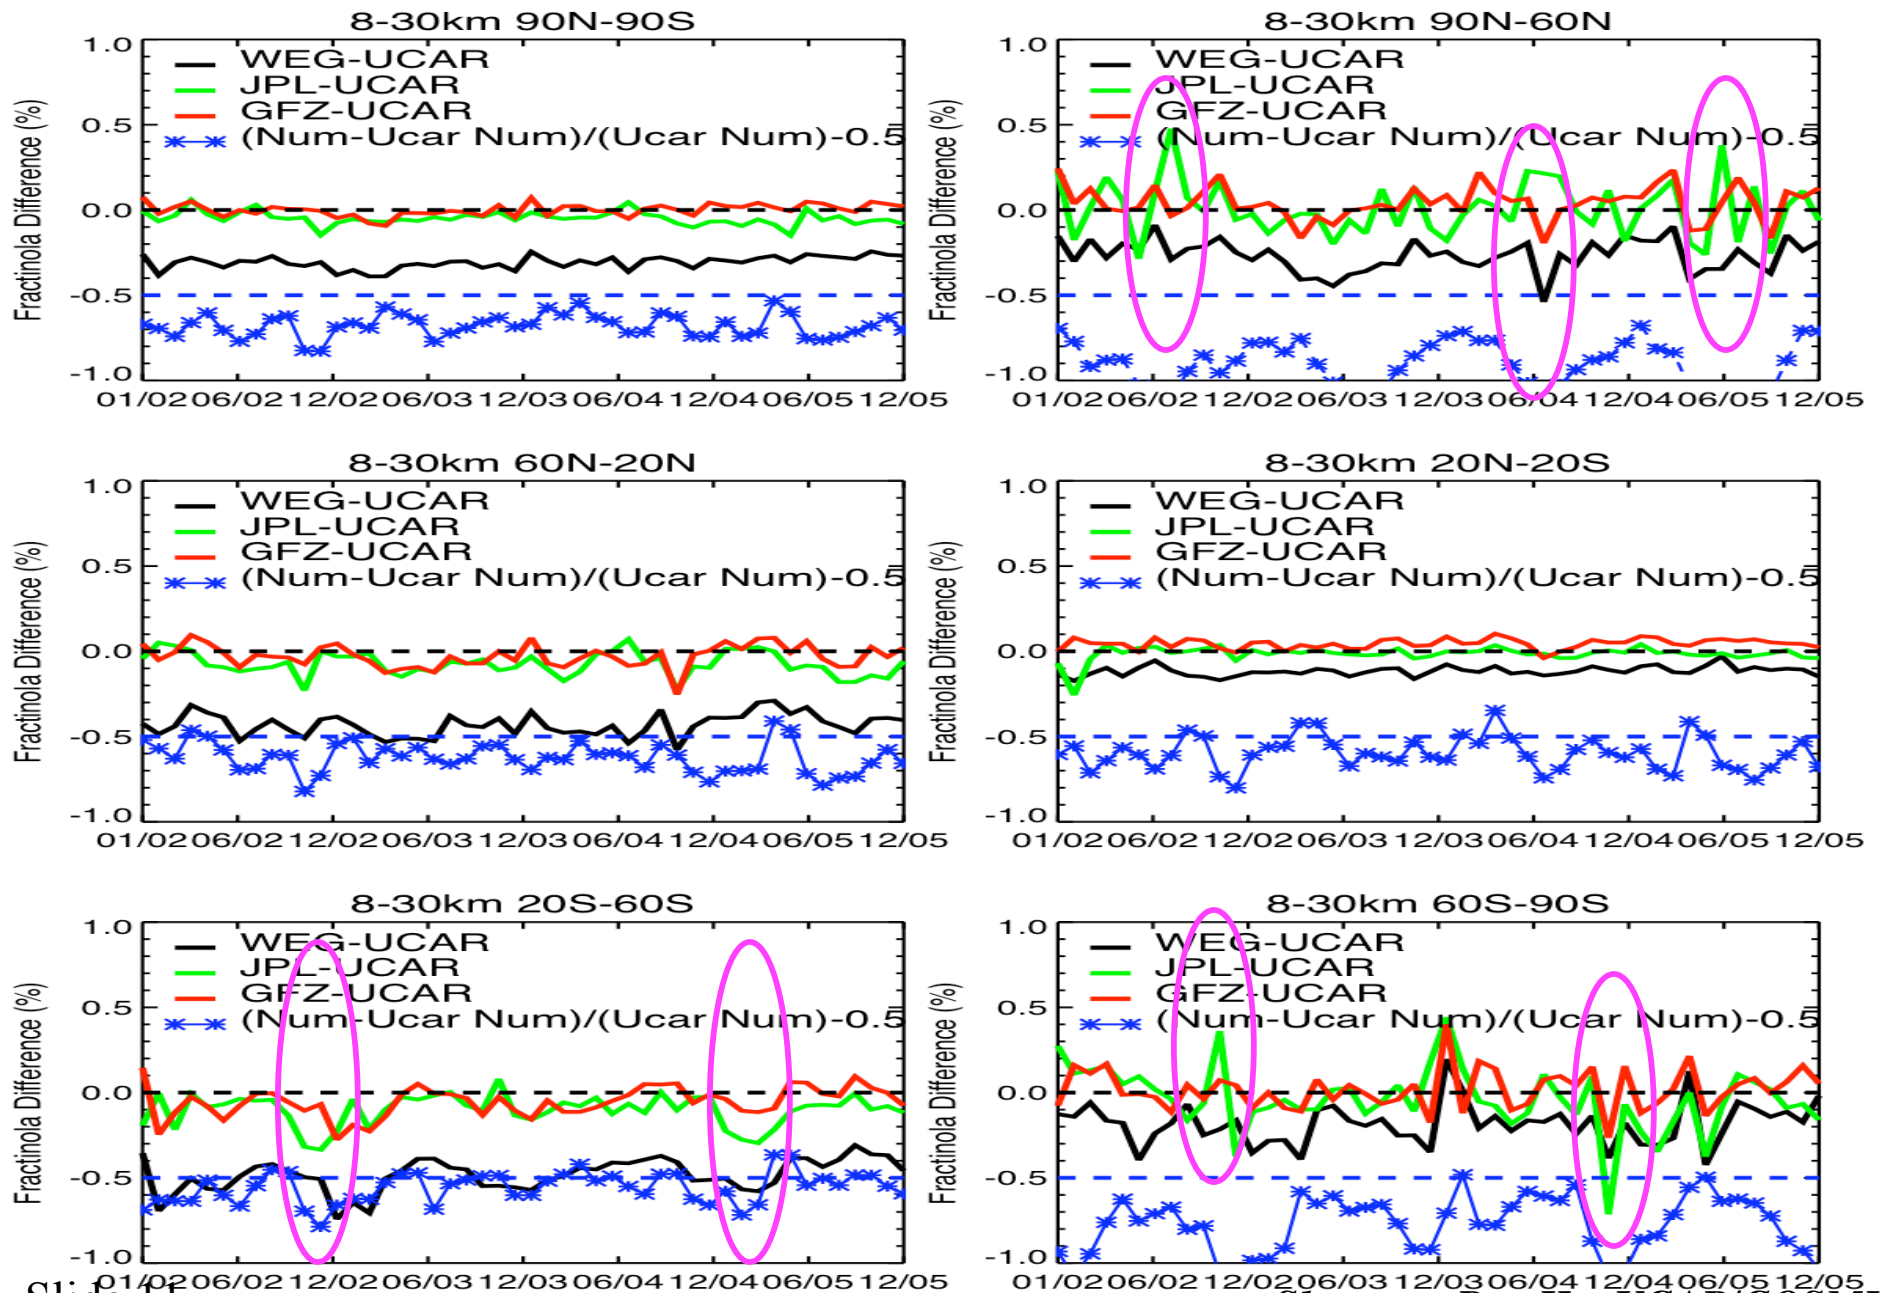 8-30km 90N-90S
Fractinola Difference (%)
1.0
0.5
0.0
-0.5
-1.0
WEG-UCAR
JPL-UCAR
GFZ-UCAR
(Num-Ucar Num)/(Ucar Num)-0.5
01/02 06/02 12/02 06/03 12/03 06/04 12/04 06/05 12/05
8-30km 90N-60N
Fractinola Difference (%)
1.0
0.5
0.0
-0.5
-1.0
WEG-UCAR
JPL-UCAR
GFZ-UCAR
(Num-Ucar Num)/(Ucar Num)-0.5
01/02 06/02 12/02 06/03 12/03 06/04 12/04 06/05 12/05
8-30km 60N-20N
Fractinola Difference (%)
1.0
0.5
0.0
-0.5
-1.0
WEG-UCAR
JPL-UCAR
GFZ-UCAR
(Num-Ucar Num)/(Ucar Num)-0.5
01/02 06/02 12/02 06/03 12/03 06/04 12/04 06/05 12/05
8-30km 20N-20S
Fractinola Difference (%)
1.0
0.5
0.0
-0.5
-1.0
WEG-UCAR
JPL-UCAR
GFZ-UCAR
(Num-Ucar Num)/(Ucar Num)-0.5
01/02 06/02 12/02 06/03 12/03 06/04 12/04 06/05 12/05
8-30km 20S-60S
Fractinola Difference (%)
1.0
0.5
0.0
-0.5
-1.0
WEG-UCAR
JPL-UCAR
GFZ-UCAR
(Num-Ucar Num)/(Ucar Num)-0.5
01/02 06/02 12/02 06/03 12/03 06/04 12/04 06/05 12/05
8-30km 60S-90S
Fractinola Difference (%)
1.0
0.5
0.0
-0.5
-1.0
WEG-UCAR
JPL-UCAR
GFZ-UCAR
(Num-Ucar Num)/(Ucar Num)-0.5
01/02 06/02 12/02 06/03 12/03 06/04 12/04 06/05 12/05